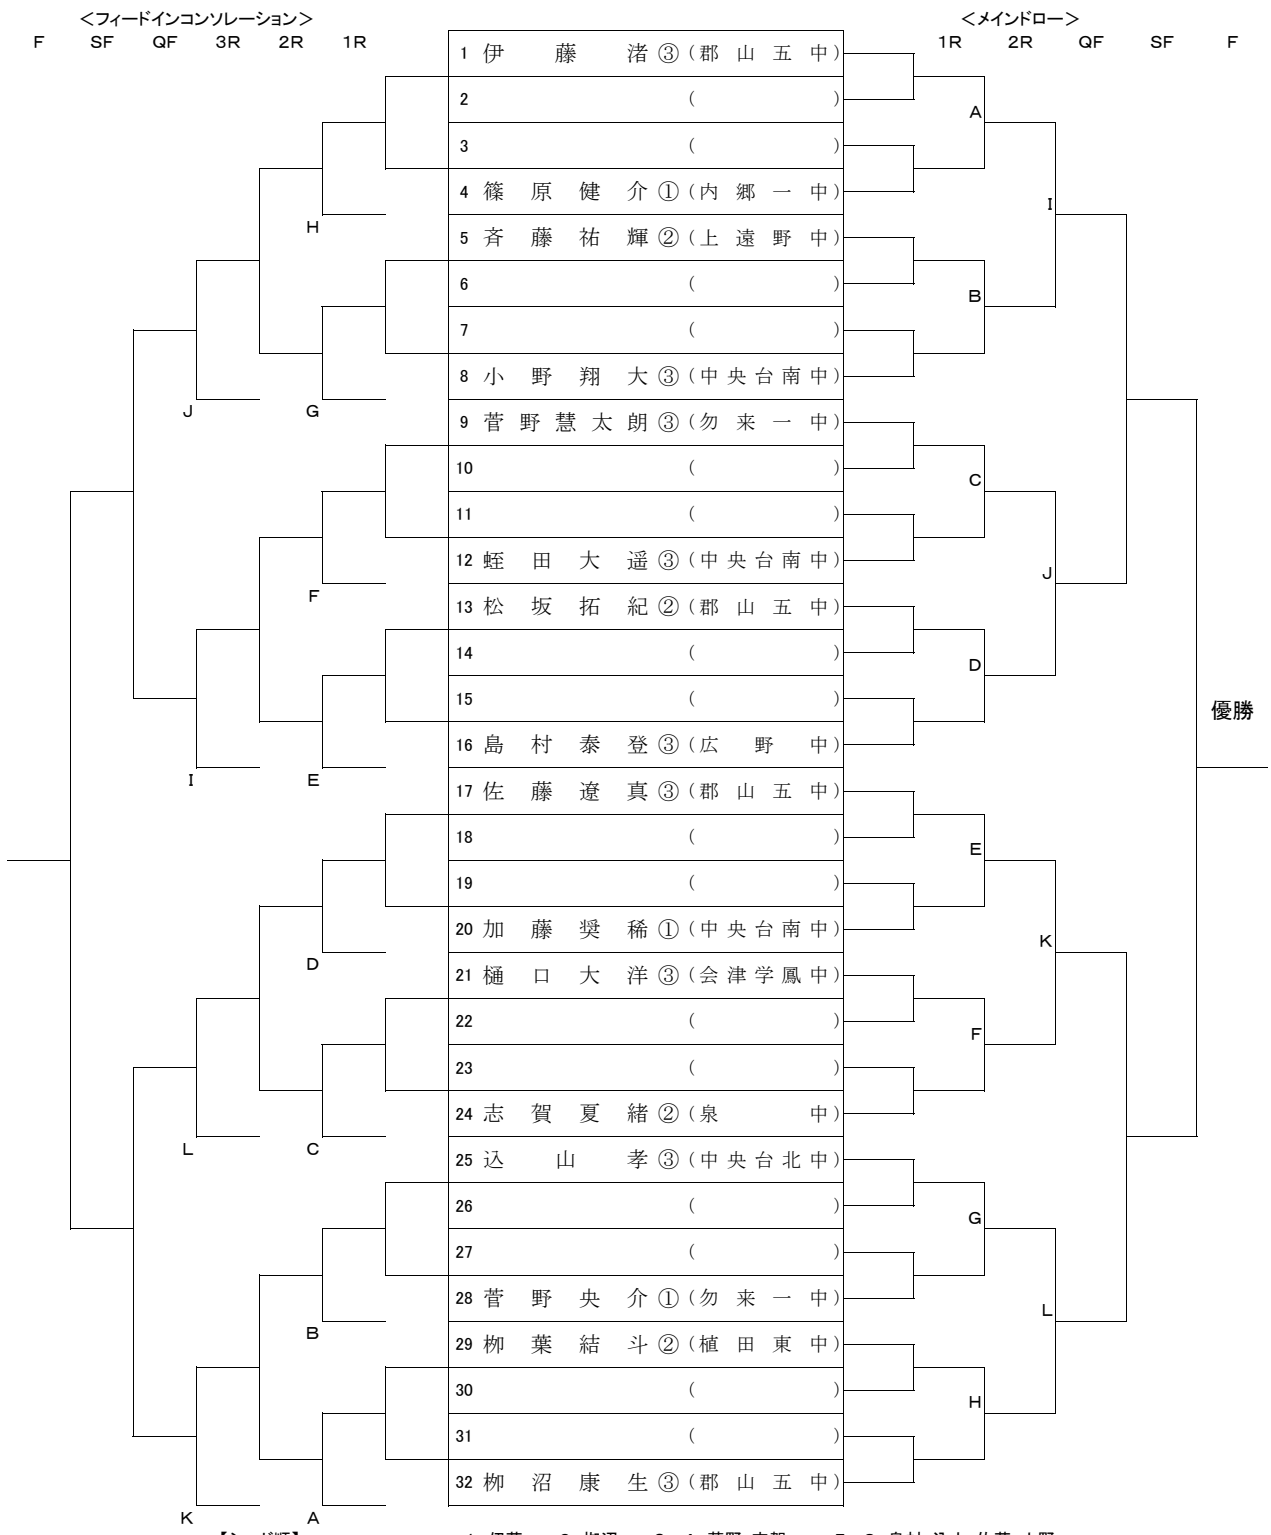 ＜フィードインコンソレーション＞ ＜メインドロー＞
F SF QF 3R 2R 1R 1R 2R QF SF F
1 伊藤渚③(郡山五中)
2 ( )
A
3 ( )
4 篠原健介①(内郷一中)
I
H
5 斉藤祐輝②(上遠野中)
6 ( )
B
7 ( )
8 小野翔大③(中央台南中)
J G
9 菅野慧太朗③(勿来一中)
10 ( )
C
11 ( )
12 蛭田大遥③(中央台南中)
J
F
13 松坂拓紀②(郡山五中)
14 ( )
D
15 ( )
優勝
16 島村泰登③(広野中)
I E
17 佐藤遼真③(郡山五中)
18 ( )
E
19 ( )
20 加藤奨稀①(中央台南中)
K
D
21 樋口大洋③(会津学鳳中)
22 ( )
F
23 ( )
24 志賀夏緒②(泉中)
L C
25 込山孝③(中央台北中)
26 ( )
G
27 ( )
28 菅野央介①(勿来一中)
L
B
29 栁葉結斗②(植田東中)
30 ( )
H
31 ( )
32 栁沼康生③(郡山五中)
K A